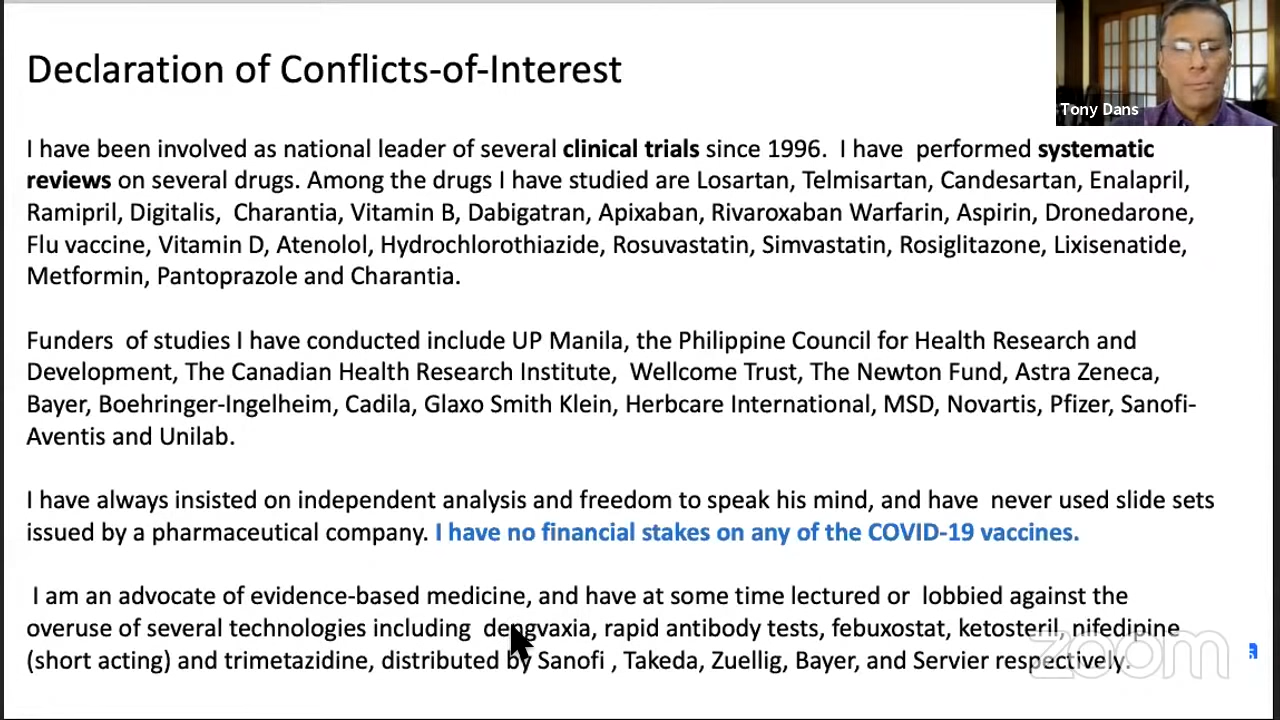 Declaration of Conflicts-of-Interest
Tony Dans
I have been involved as national leader of several clinical trials since 1996. I have performed systematic
reviews on several drugs. Among the drugs I have studied are Losartan, Telmisartan, Candesartan, Enalapril,
Ramipril, Digitalis, Charantia, Vitamin B, Dabigatran, Apixaban, Rivaroxaban Warfarin, Aspirin, Dronedarone,
Flu vaccine, Vitamin D, Atenolol, Hydrochlorothiazide, Rosuvastatin, Simvastatin, Rosiglitazone, Lixisenatide,
Metformin, Pantoprazole and Charantia.
Funders of studies I have conducted include UP Manila, the Philippine Council for Health Research and
Development, The Canadian Health Research Institute, Wellcome Trust, The Newton Fund, Astra Zeneca,
Bayer, Boehringer-Ingelheim, Cadila, Glaxo Smith Klein, Herbcare International, MSD, Novartis, Pfizer, Sanofi-
Aventis and Unilab.
I have always insisted on independent analysis and freedom to speak his mind, and have never used slide sets
issued by a pharmaceutical company. I have no financial stakes on any of the COVID-19 vaccines.
I am an advocate of evidence-based medicine, and have at some time lectured or lobbied against the
overuse of several technologies including dengvaxia, rapid antibody tests, febuxostat, ketosteril, nifedipine
(short acting) and trimetazidine, distributed by Sanofi , Takeda, Zuellig, Bayer, and Servier respectively.
zoom